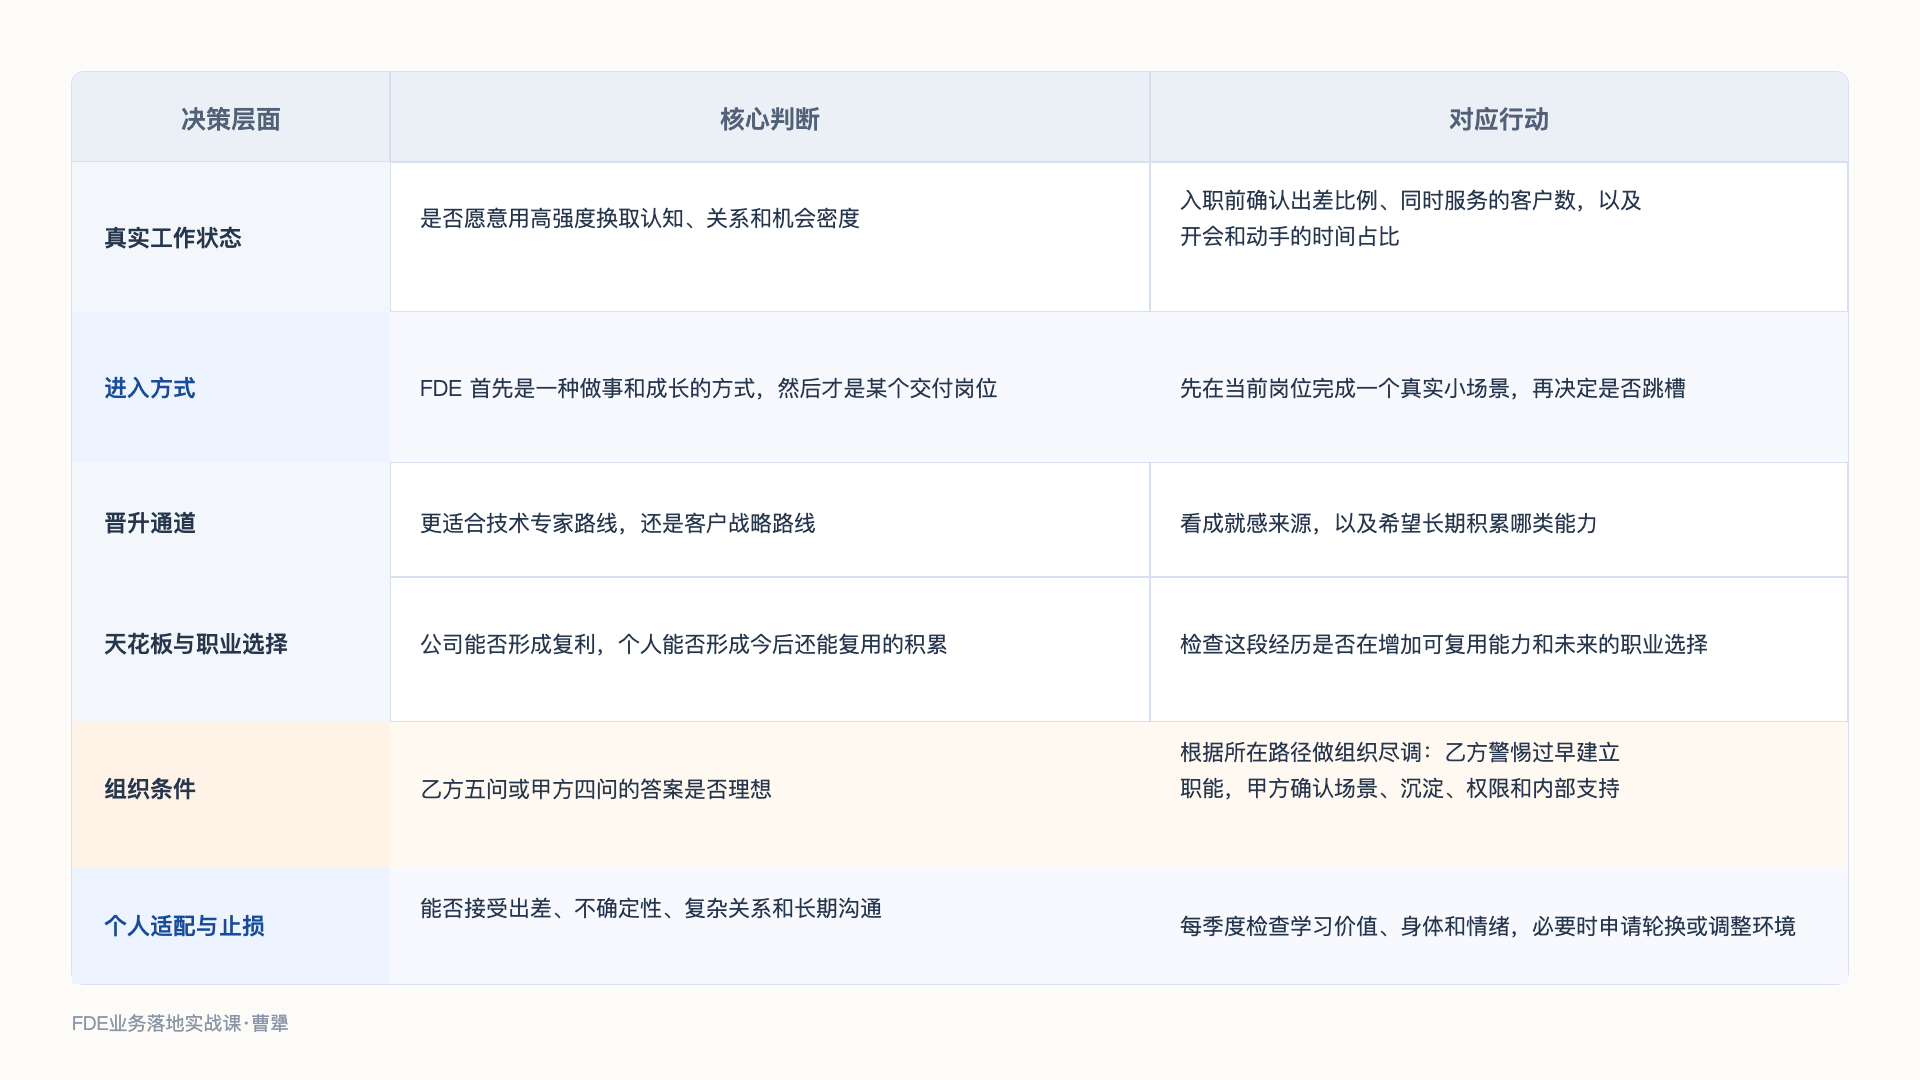 决策层面
核心判断
对应行动
真实工作状态
是否愿意用高强度换取认知、关系和机会密度
入职前确认出差比例、同时服务的客户数，以及
开会和动手的时间占比
进入方式
FDE 首先是一种做事和成长的方式，然后才是某个交付岗位
先在当前岗位完成一个真实小场景，再决定是否跳槽
晋升通道
更适合技术专家路线，还是客户战略路线
看成就感来源，以及希望长期积累哪类能力
天花板与职业选择
公司能否形成复利，个人能否形成今后还能复用的积累
检查这段经历是否在增加可复用能力和未来的职业选择
组织条件
乙方五问或甲方四问的答案是否理想
根据所在路径做组织尽调：乙方警惕过早建立
职能，甲方确认场景、沉淀、权限和内部支持
个人适配与止损
能否接受出差、不确定性、复杂关系和长期沟通
每季度检查学习价值、身体和情绪，必要时申请轮换或调整环境
FDE业务落地实战课·曹犟